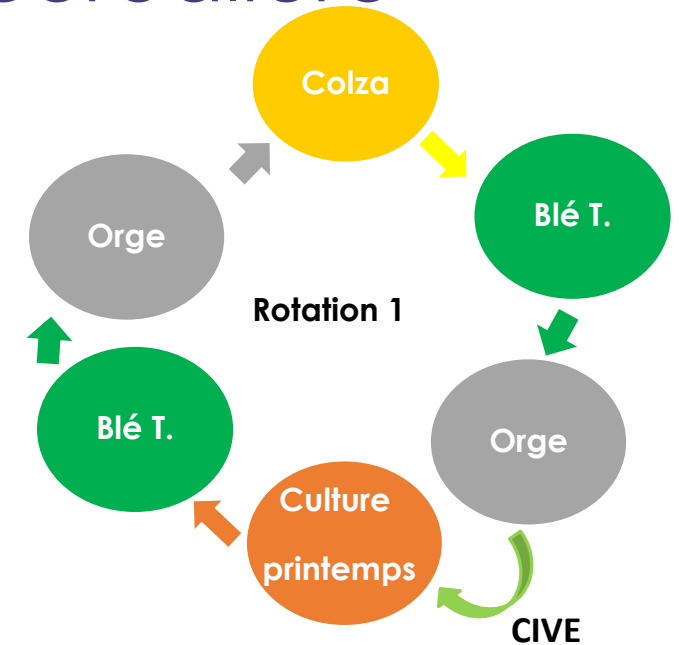 Colza
Blé T.
Orge
Rotation 1
Blé T.
Orge
Culture
printemps
CIVE